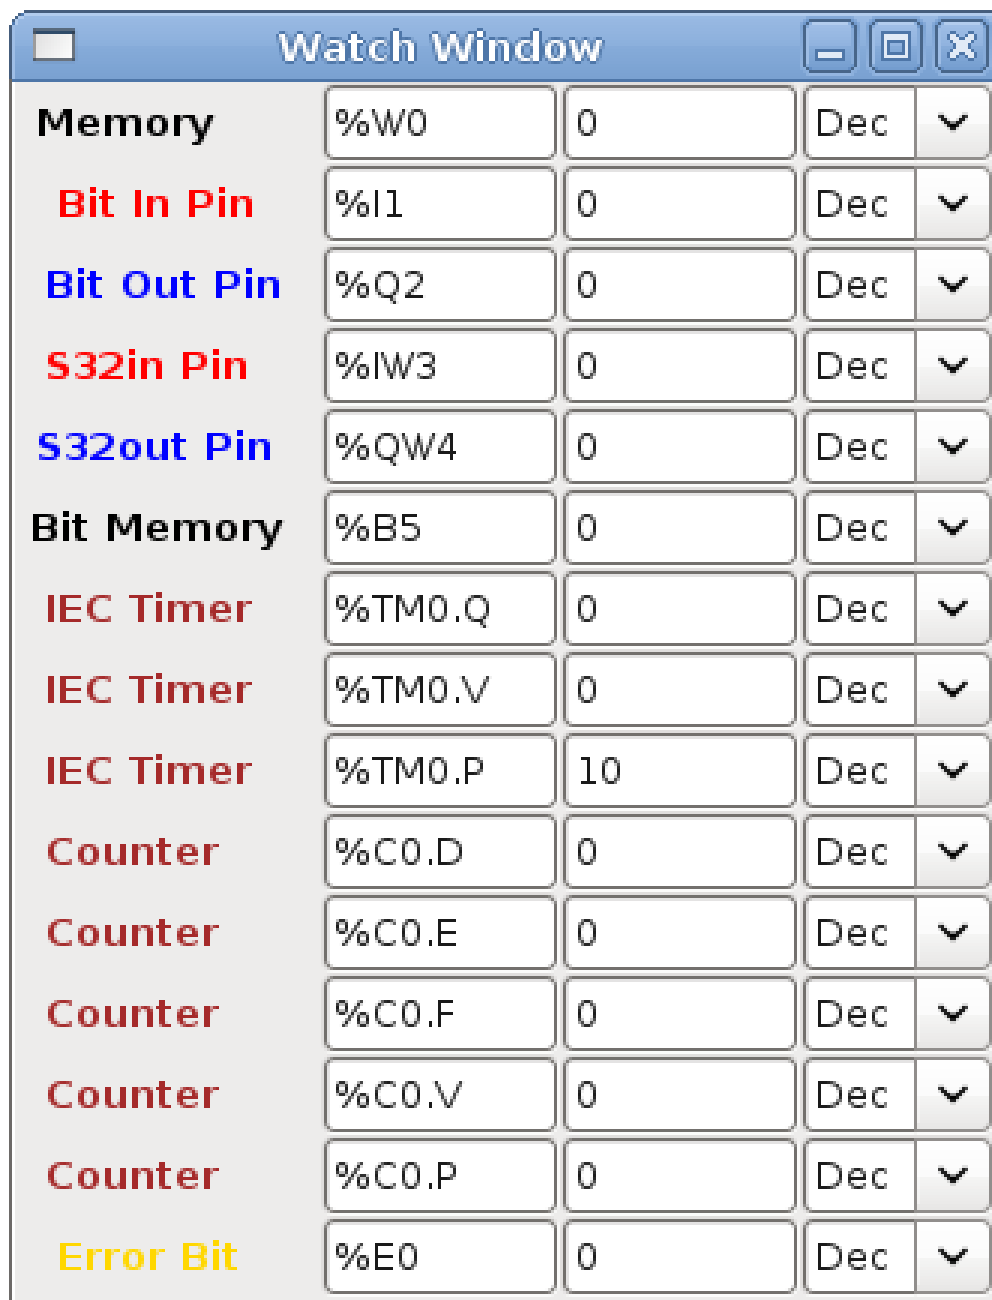 Watch Window
Memory %W0 0 Dec
Bit In Pin %I1 0 Dec
Bit Out Pin %Q2 0 Dec
S32in Pin %IW3 0 Dec
S32out Pin %QW4 0 Dec
Bit Memory %B5 0 Dec
IEC Timer %TM0.Q 0 Dec
IEC Timer %TM0.V 0 Dec
IEC Timer %TM0.P 10 Dec
Counter %C0.D 0 Dec
Counter %C0.E 0 Dec
Counter %C0.F 0 Dec
Counter %C0.V 0 Dec
Counter %C0.P 0 Dec
Error Bit %E0 0 Dec